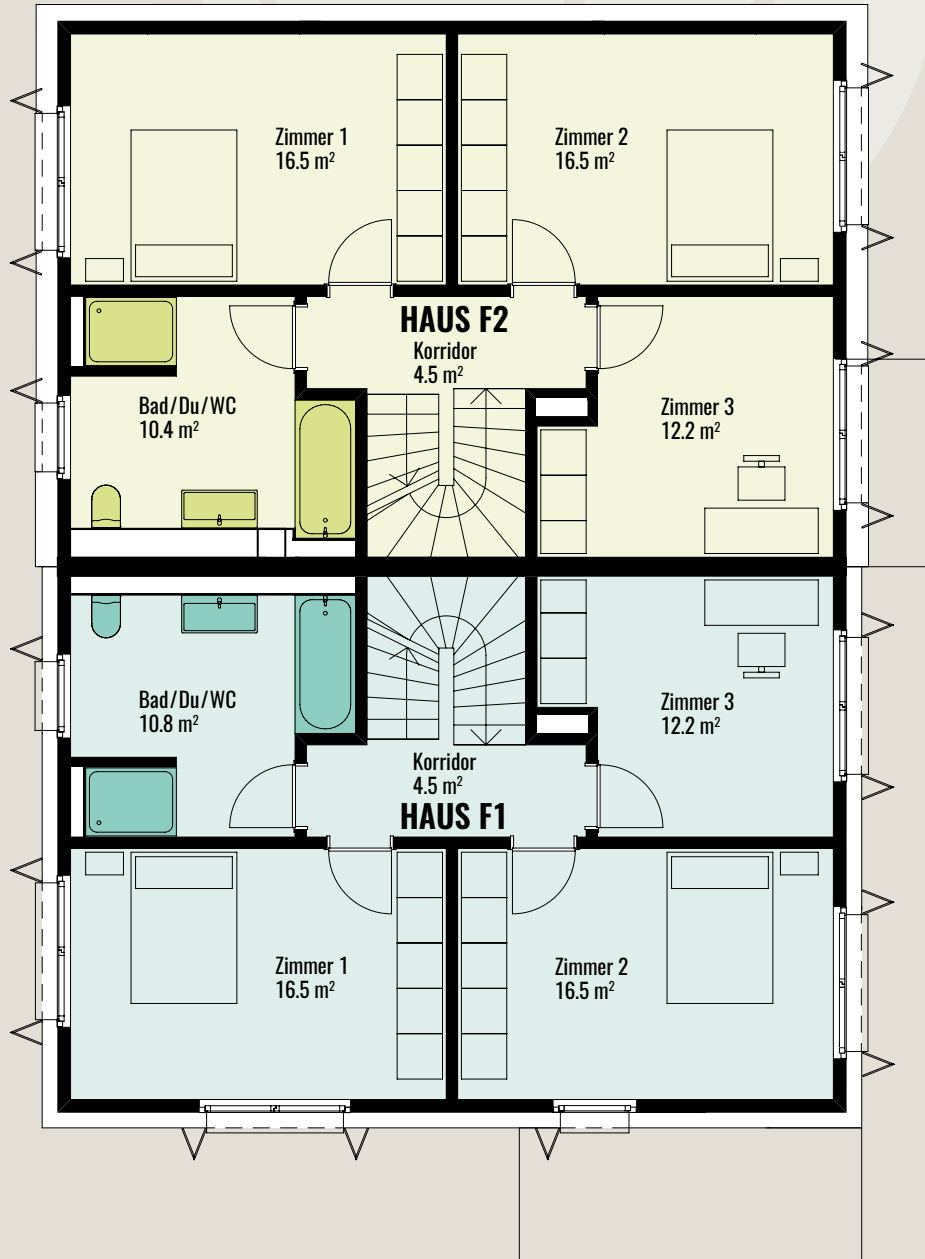 Zimmer 1
16.5 m²
Zimmer 2
16.5 m²
HAUS F2
Korridor
4.5 m²
Bad/Du/WC
10.4 m²
Zimmer 3
12.2 m²
Bad/Du/WC
10.8 m²
Zimmer 3
12.2 m²
Korridor
4.5 m²
HAUS F1
Zimmer 1
16.5 m²
Zimmer 2
16.5 m²